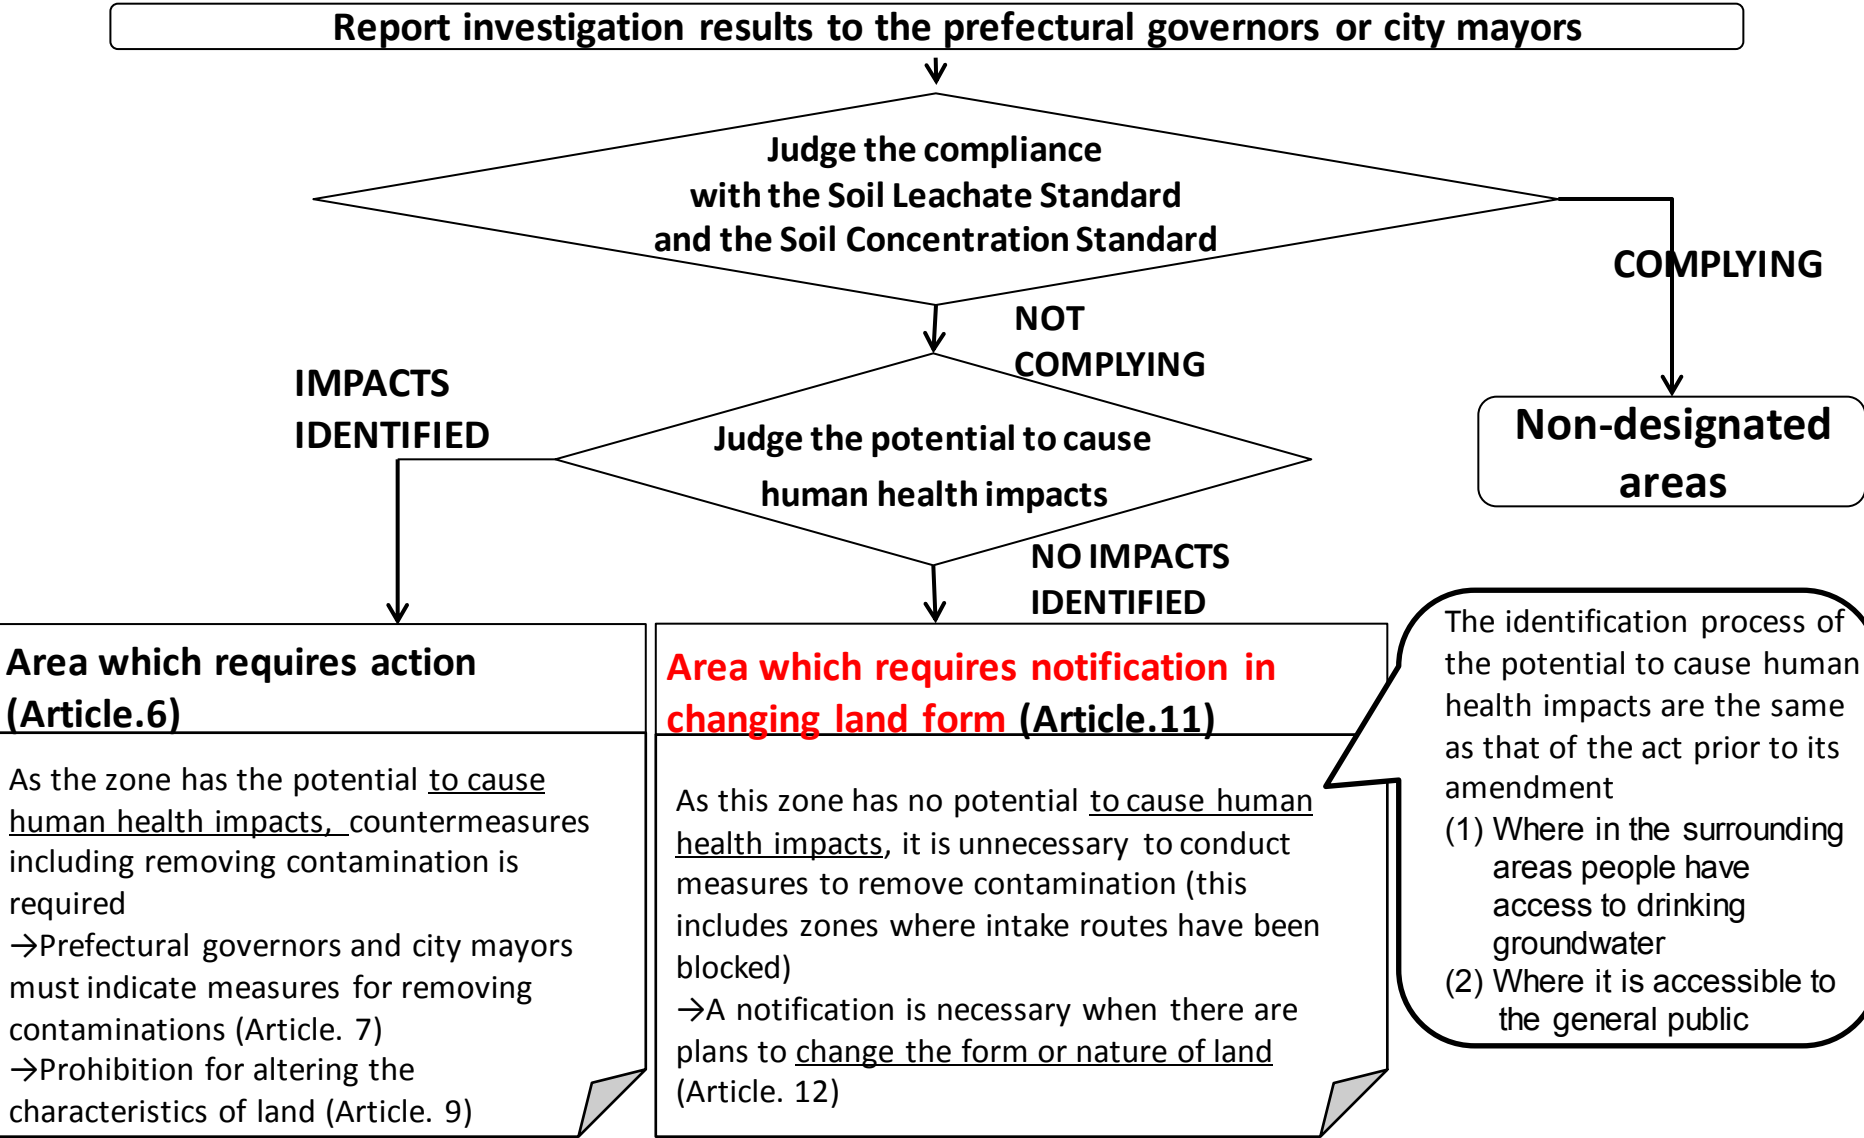 Report investigation results to the prefectural governors or city mayors
Judge the compliance
with the Soil Leachate Standard
and the Soil Concentration Standard
COMPLYING
NOT
COMPLYING
IMPACTS
IDENTIFIED
Judge the potential to cause
human health impacts
Non-designated
areas
NO IMPACTS
IDENTIFIED
Area which requires action
(Article.6)
As the zone has the potential to cause
human health impacts, countermeasures
including removing contamination is
required
→Prefectural governors and city mayors
must indicate measures for removing
contaminations (Article. 7)
→Prohibition for altering the
characteristics of land (Article. 9)
Area which requires notification in
changing land form (Article.11)
As this zone has no potential to cause human
health impacts, it is unnecessary to conduct
measures to remove contamination (this
includes zones where intake routes have been
blocked)
→A notification is necessary when there are
plans to change the form or nature of land
(Article. 12)
The identification process of
the potential to cause human
health impacts are the same
as that of the act prior to its
amendment
(1) Where in the surrounding
areas people have
access to drinking
groundwater
(2) Where it is accessible to
the general public